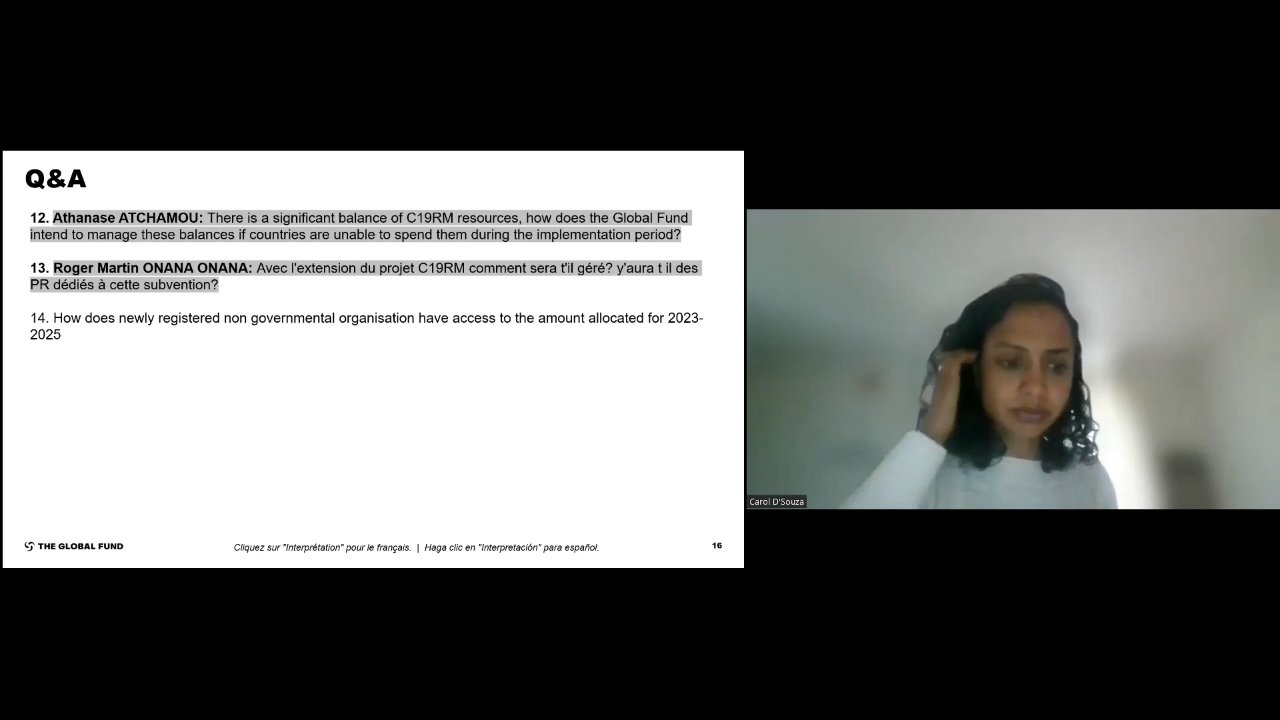 Q&A
12. Athanase ATCHAMOU: There is a significant balance of C19RM resources, how does the Global Fund
intend to manage these balances if countries are unable to spend them during the implementation period?
13. Roger Martin ONANA ONANA: Avec l'extension du projet C19RM comment sera t'il géré? y'aura t il des
PR dédiés à cette subvention?
14. How does newly registered non governmental organisation have access to the amount allocated for 2023-
2025
THE GLOBAL FUND
Cliquez sur "Interprétation" pour le français. | Haga clic en "Interpretación" para español.
16
Carol D'Souza